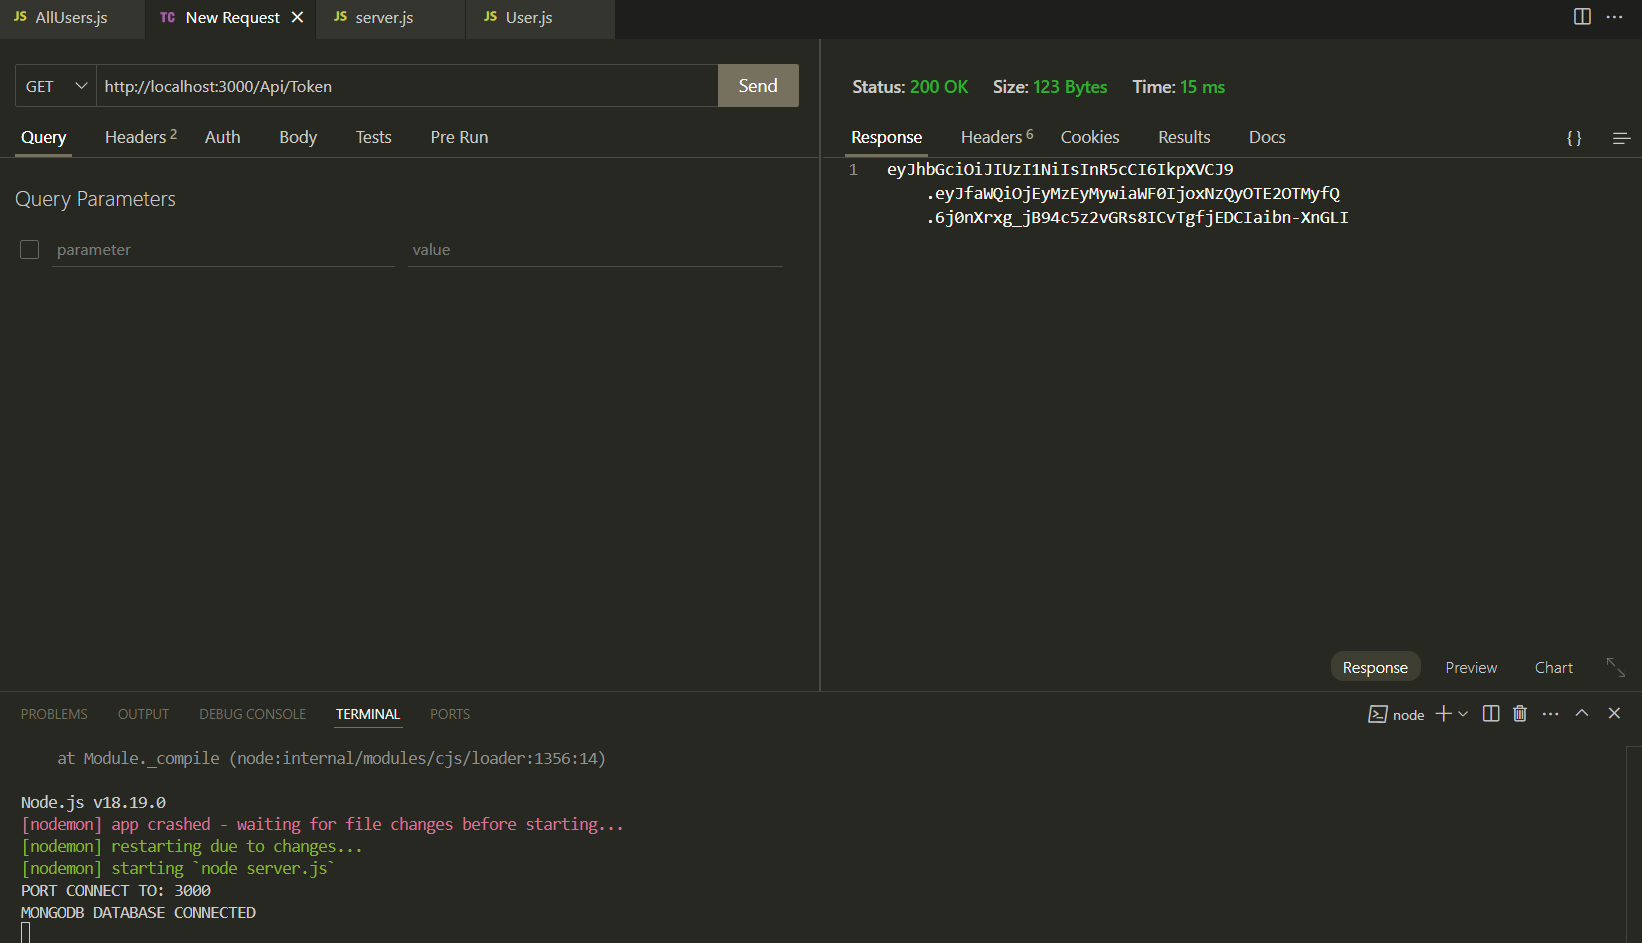 JS AllUsers.js
TC New Request
JS server.js
JS User.js
GET
http://localhost:3000/Api/Token
Send
Query
Headers 2
Auth
Body
Tests
Pre Run
Query Parameters
parameter
value
Status: 200 OK
Size: 123 Bytes
Time: 15 ms
Response
Headers 6
Cookies
Results
Docs
{ }
1
eyJhbGciOiJIUzI1NiIsInR5cCI6IkpXVCJ9
.eyJfaWQiOjEyMzEyMywiaWF0IjoxNzQyOTE2OTMyfQ
.6j0nXrxg_jB94c5z2vGRs8ICvTgfjEDCIaibn-XnGLI
Response
Preview
Chart
PROBLEMS
OUTPUT
DEBUG CONSOLE
TERMINAL
PORTS
node
at Module._compile (node:internal/modules/cjs/loader:1356:14)
Node.js v18.19.0
[nodemon] app crashed - waiting for file changes before starting...
[nodemon] restarting due to changes...
[nodemon] starting `node server.js`
PORT CONNECT TO: 3000
MONGODB DATABASE CONNECTED